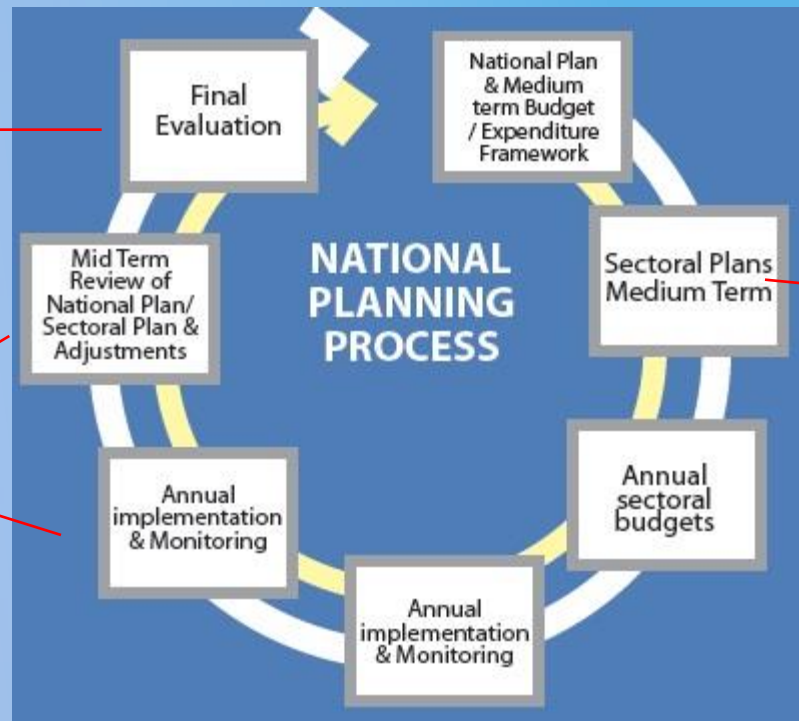 National Plan
& Medium
term Budget
/ Expenditure
Framework
Sectoral Plans
Medium Term
Annual
sectoral
budgets
Annual
implementation
& Monitoring
Annual
implementation
& Monitoring
Mid Term
Review of
National Plan/
Sectoral Plan &
Adjustments
Final
Evaluation
NATIONAL
PLANNING
PROCESS